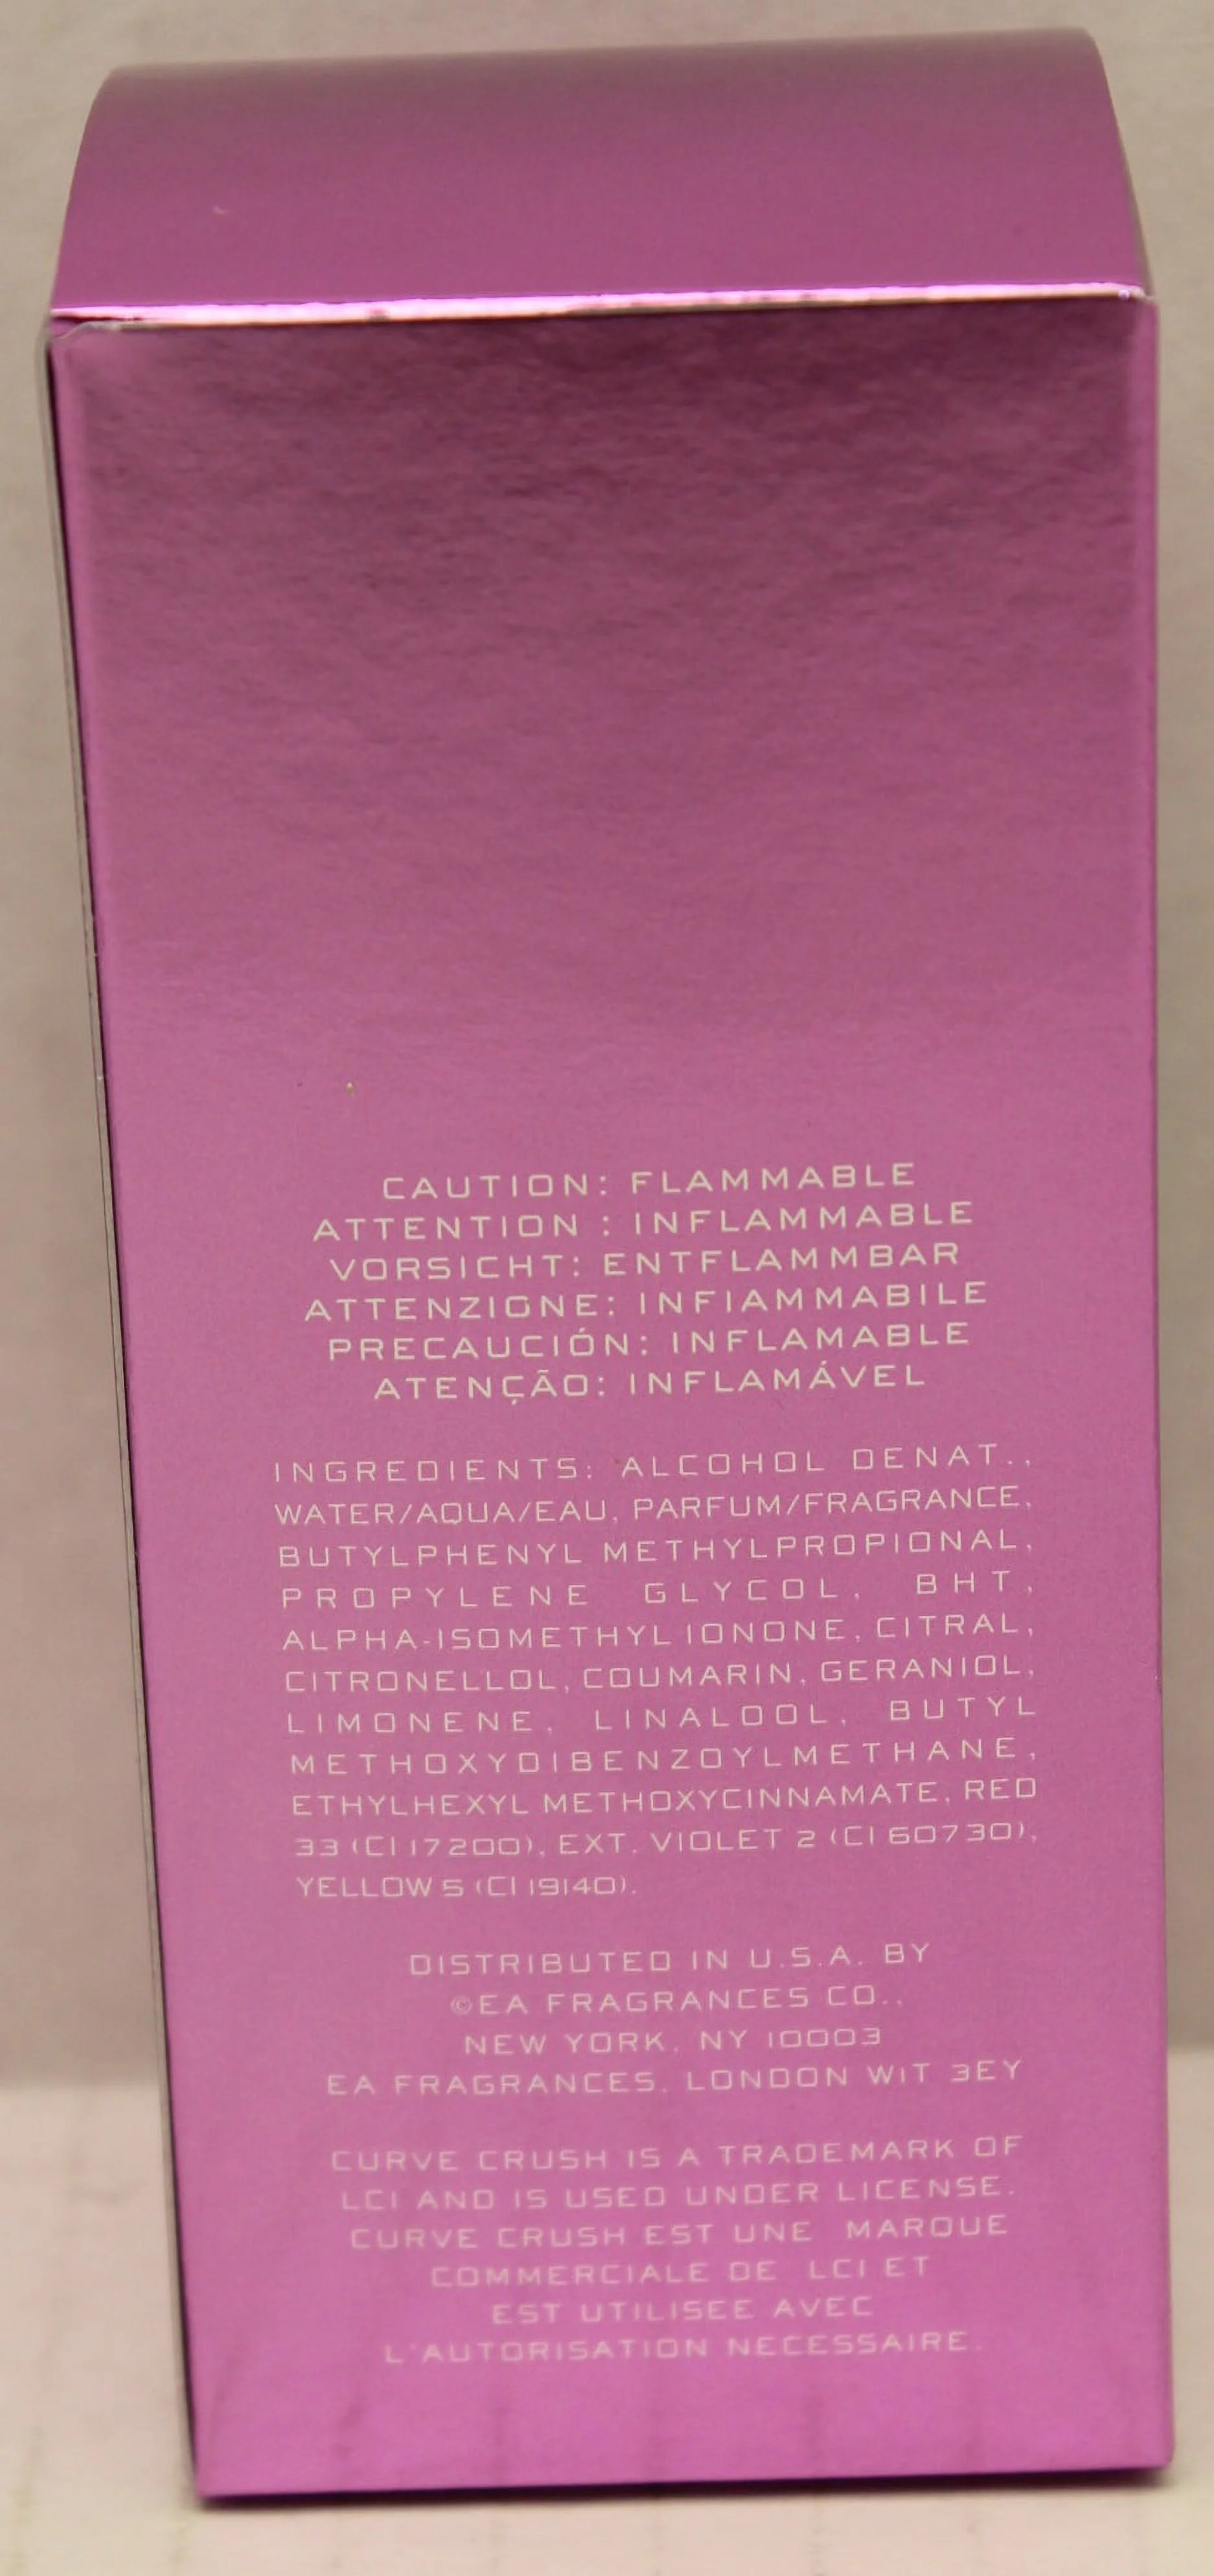 CAUTION: FLAMMABLE
ATTENTION : INFLAMMABLE
VORSICHT: ENTFLAMMBAR
ATTENZIONE: INFIAMMABILE
PRECAUCIÓN: INFLAMABLE
ATENÇÃO: INFLAMÁVEL
INGREDIENTS: ALCOHOL DENAT.,
WATER/AQUA/EAU, PARFUM/FRAGRANCE,
BUTYLPHENYL METHYLPROPIONAL,
PROPYLENE GLYCOL, BHT,
ALPHA-ISOMETHYL IONONE, CITRAL,
CITRONELLOL, COUMARIN, GERANIOL,
LIMONENE, LINALOOL, BUTYL
METHOXYDIBENZOYLMETHANE,
ETHYLHEXYL METHOXYCINNAMATE, RED
33 (CI 17200), EXT. VIOLET 2 (CI 60730),
YELLOW 5 (CI 19140).
DISTRIBUTED IN U.S.A. BY
©EA FRAGRANCES CO.,
NEW YORK, NY 10003
EA FRAGRANCES, LONDON W1T 3EY
CURVE CRUSH IS A TRADEMARK OF
LCI AND IS USED UNDER LICENSE.
CURVE CRUSH EST UNE MARQUE
COMMERCIALE DE LCI ET
EST UTILISEE AVEC
L'AUTORISATION NECESSAIRE.